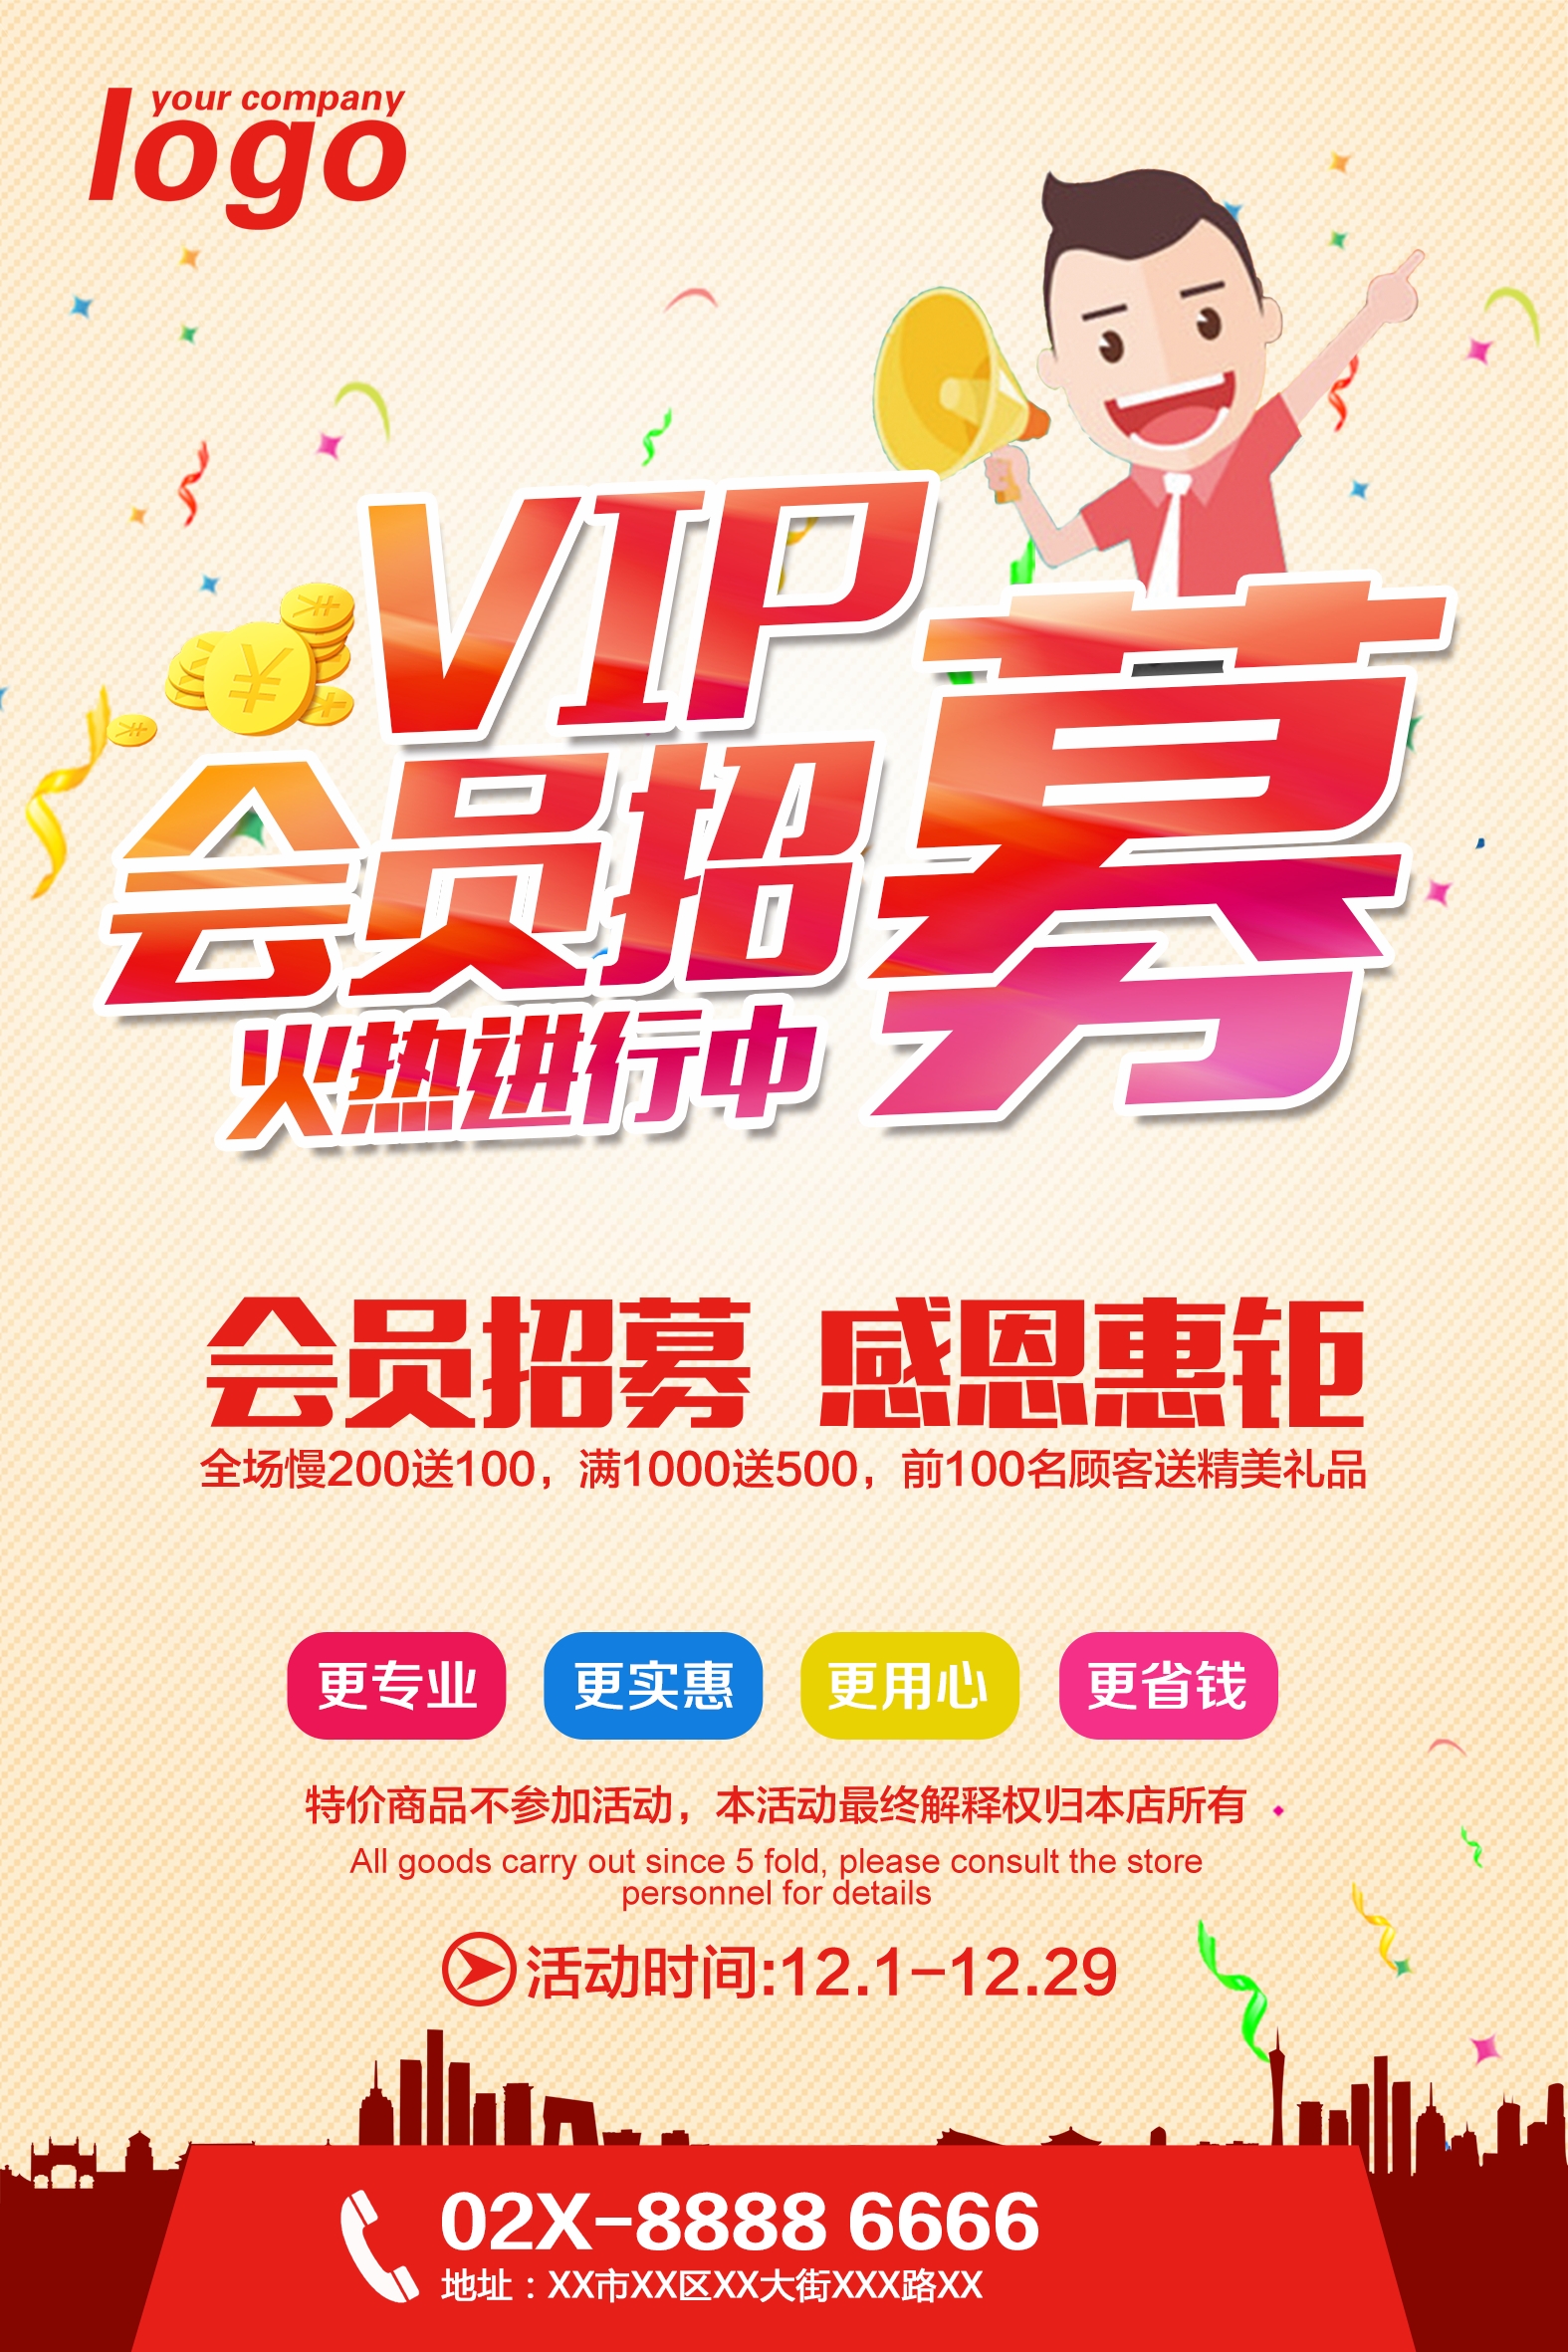 your company
logo
VIP
会员招募
火热进行中
会员招募 感恩惠钜
全场慢200送100，满1000送500，前100名顾客送精美礼品
更专业 更实惠 更用心 更省钱
特价商品不参加活动，本活动最终解释权归本店所有
All goods carry out since 5 fold, please consult the store
personnel for details
活动时间:12.1-12.29
02X-8888 6666
地址：XX市XX区XX大街XXX路XX